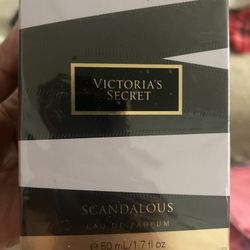 VICTORIA'S
SECRET
SCANDALOUS
EAU DE PARFUM
e 50 mL/1.7 fl oz